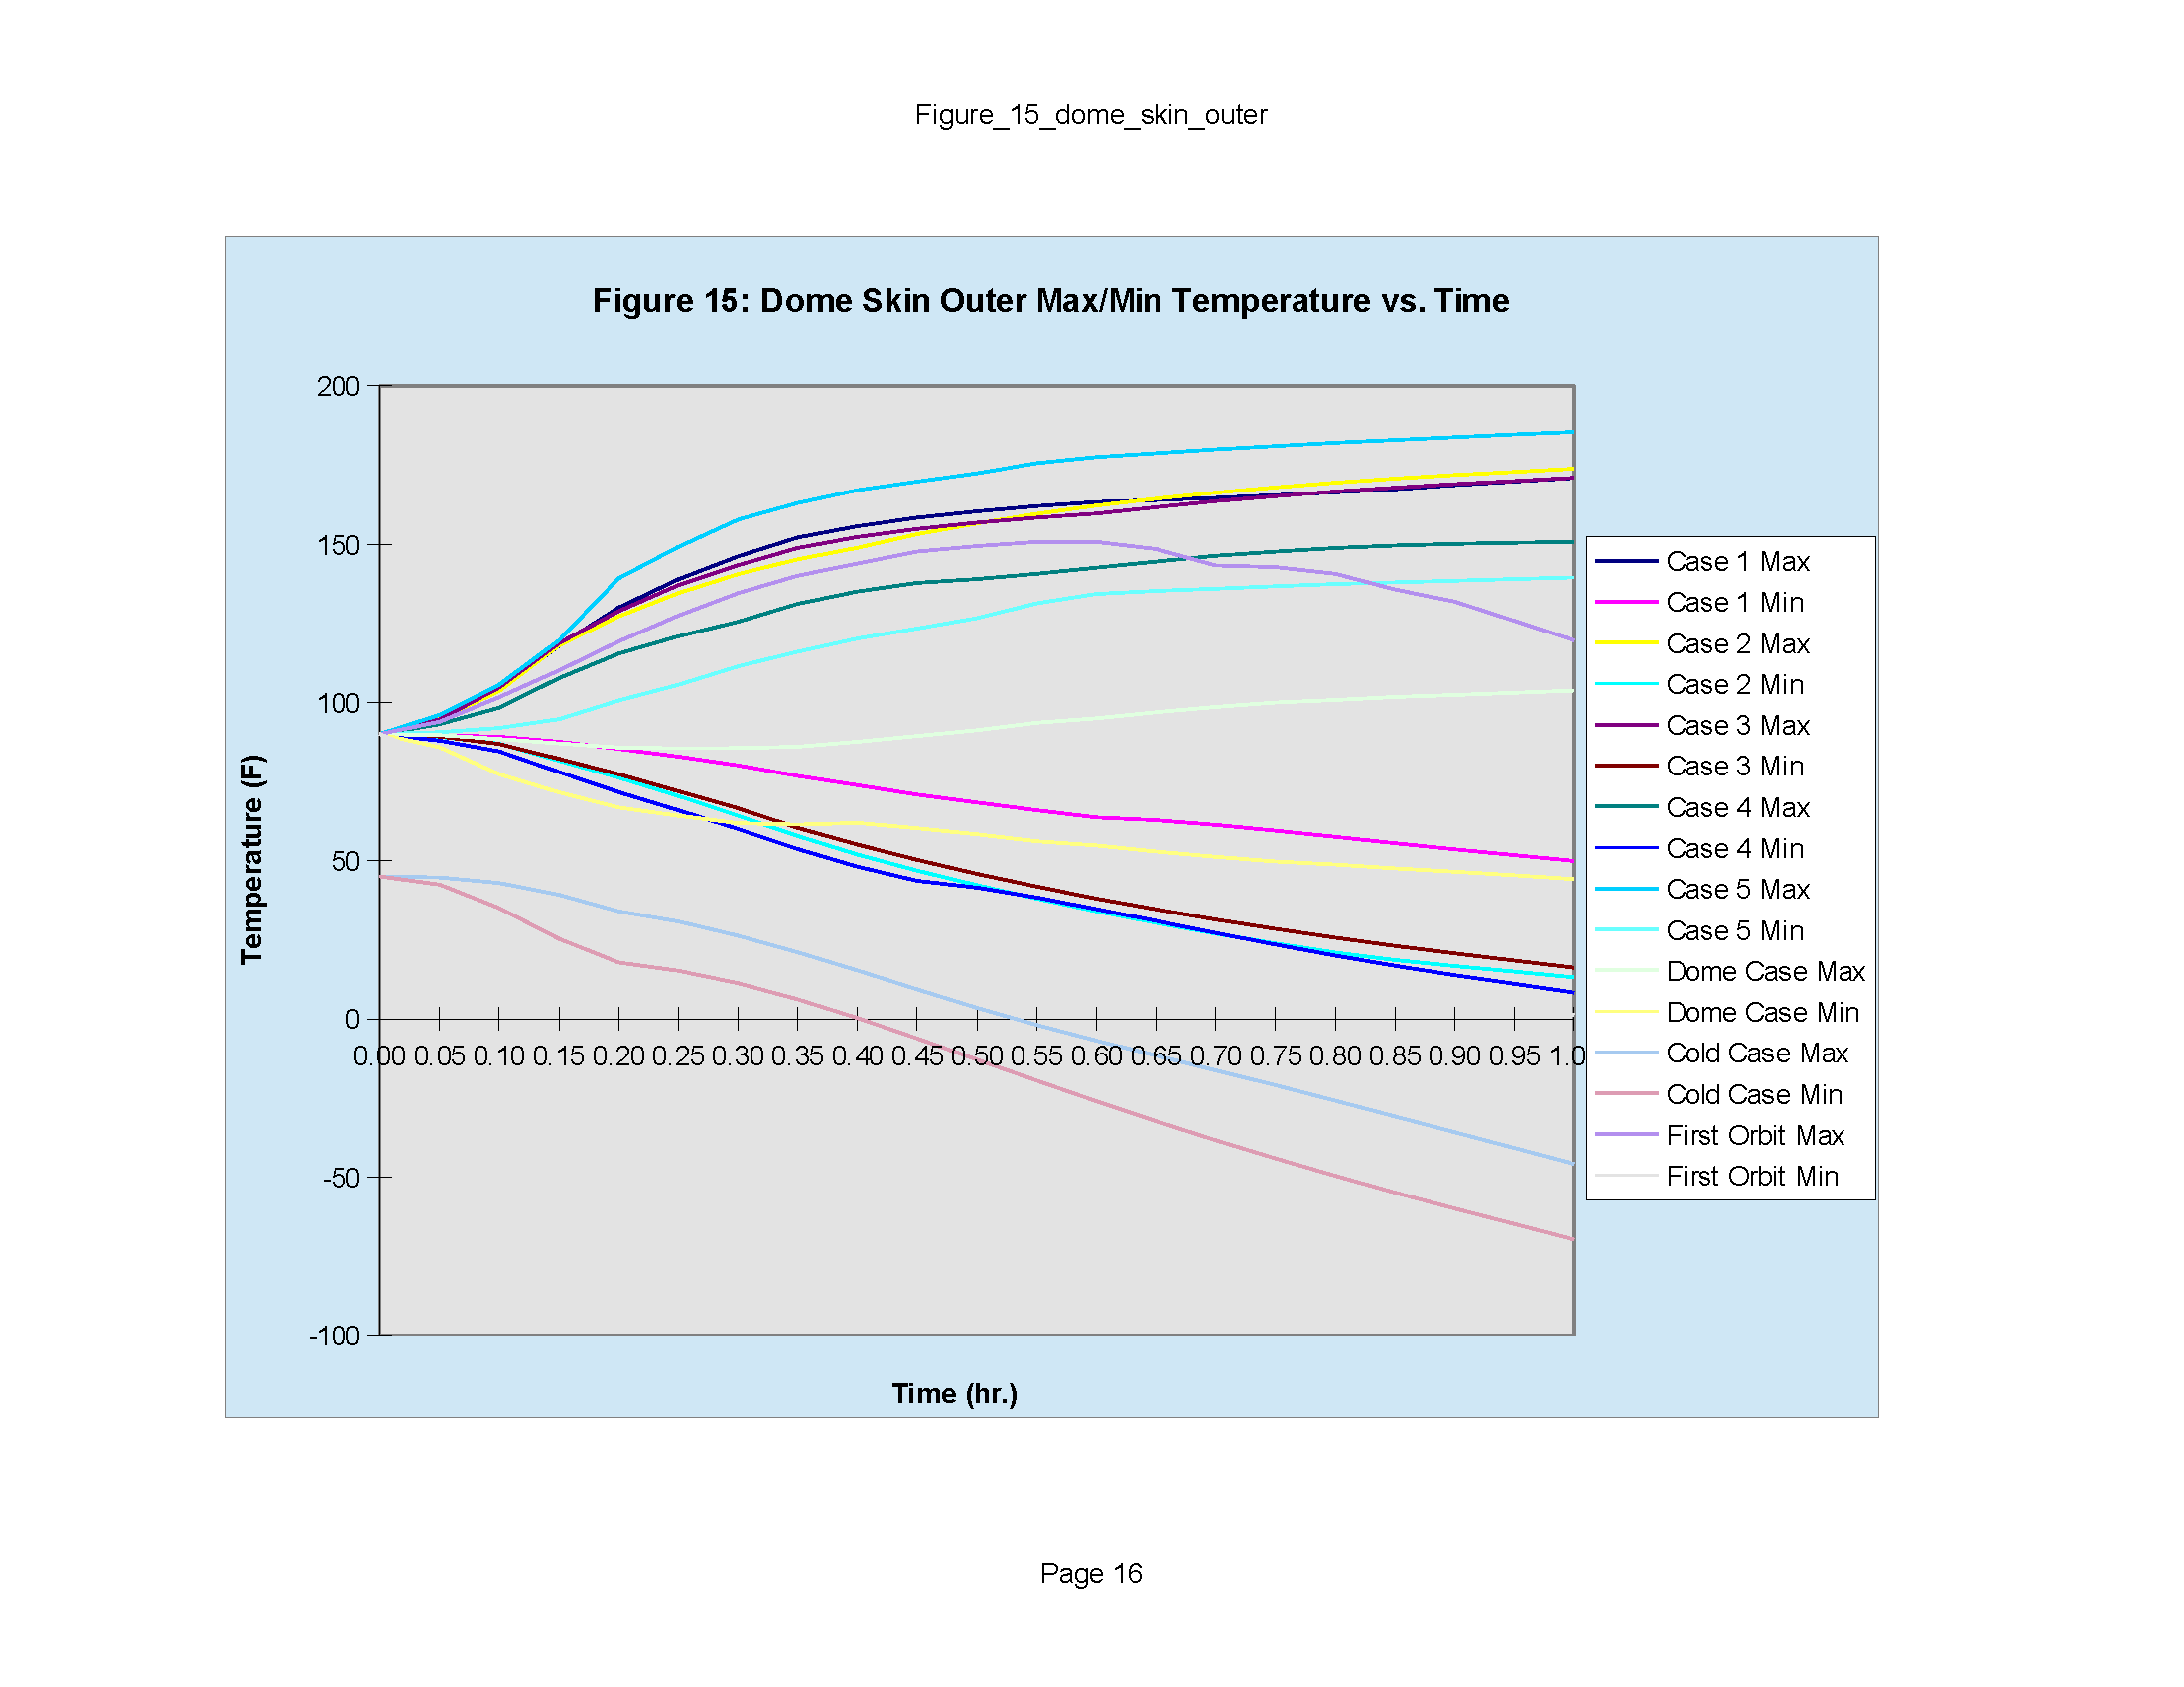 Figure_15_dome_skin_outer
Figure 15: Dome Skin Outer Max/Min Temperature vs. Time
Temperature (F)
200
150
100
50
0
-50
-100
0.00 0.05 0.10 0.15 0.20 0.25 0.30 0.35 0.40 0.45 0.50 0.55 0.60 0.65 0.70 0.75 0.80 0.85 0.90 0.95 1.0
Time (hr.)
Case 1 Max
Case 1 Min
Case 2 Max
Case 2 Min
Case 3 Max
Case 3 Min
Case 4 Max
Case 4 Min
Case 5 Max
Case 5 Min
Dome Case Max
Dome Case Min
Cold Case Max
Cold Case Min
First Orbit Max
First Orbit Min
Page 16